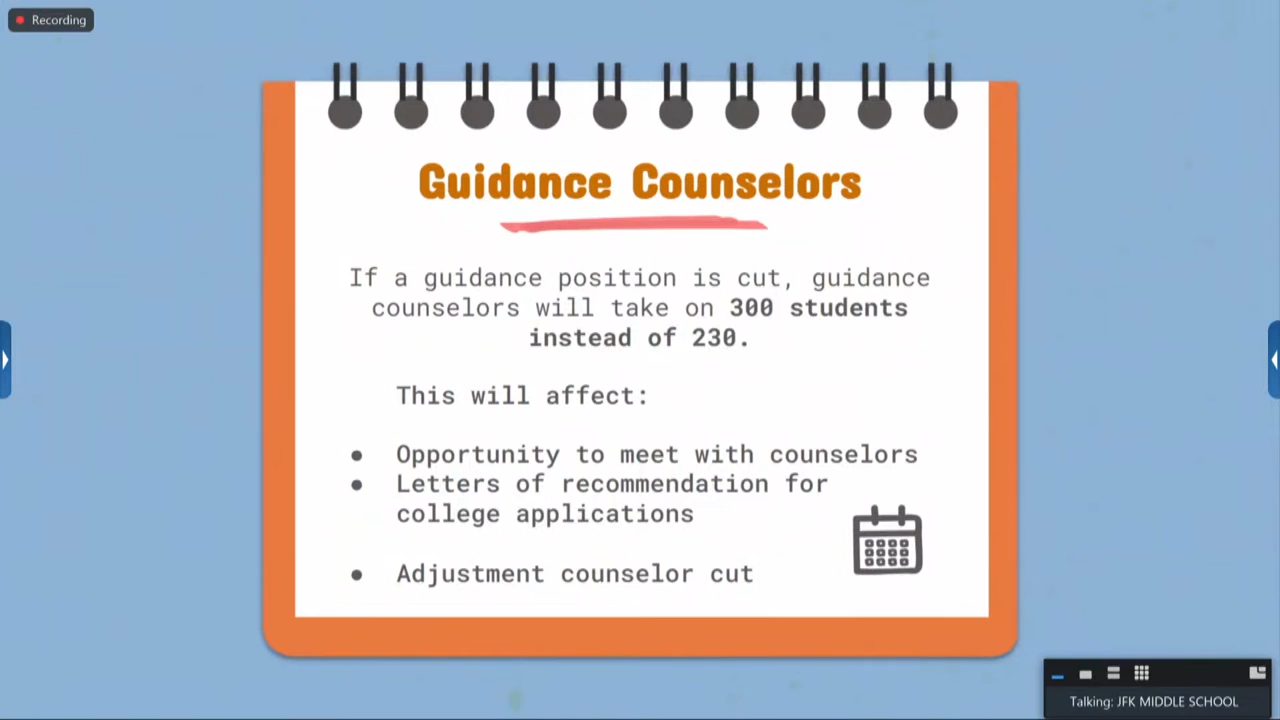 Recording
Guidance Counselors
If a guidance position is cut, guidance
counselors will take on 300 students
instead of 230.
This will affect:
● Opportunity to meet with counselors
● Letters of recommendation for
college applications
● Adjustment counselor cut
Talking: JFK MIDDLE SCHOOL